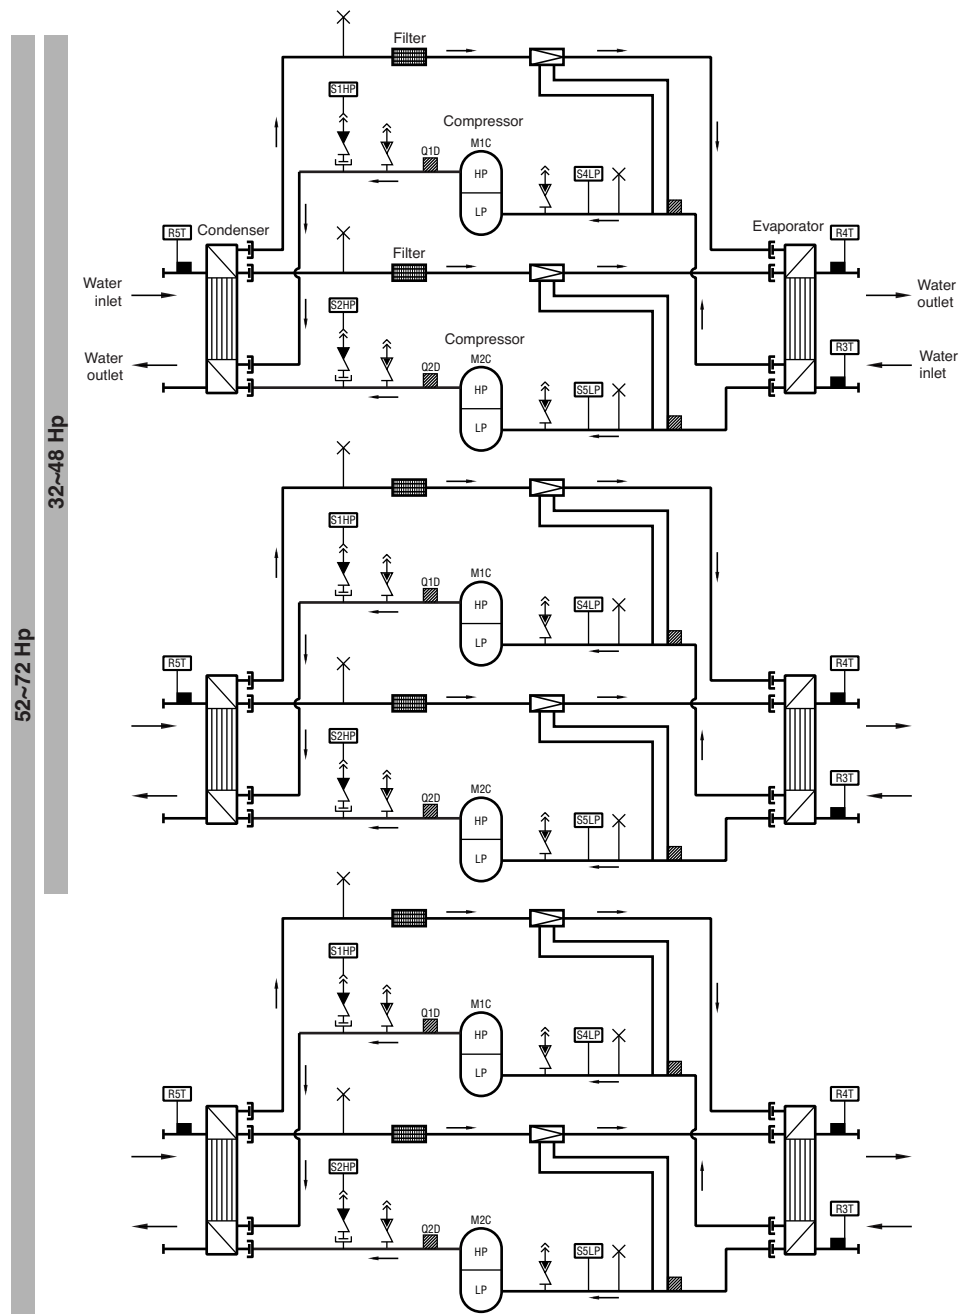 52~72 Hp
32~48 Hp
Filter
S1HP
Compressor
M1C
Q1D
HP
S4LP
LP
R5T
Condenser
Evaporator
R4T
Filter
Water
inlet
Water
outlet
S2HP
Compressor
R3T
Water
outlet
Water
inlet
M2C
Q2D
HP
S5LP
LP
S1HP
M1C
Q1D
HP
S4LP
LP
R5T
R4T
S2HP
R3T
M2C
Q2D
HP
S5LP
LP
S1HP
M1C
Q1D
HP
S4LP
LP
R5T
R4T
S2HP
R3T
M2C
Q2D
HP
S5LP
LP